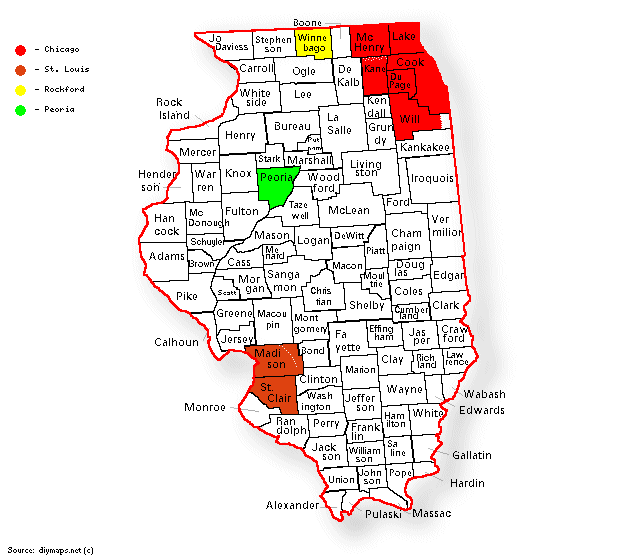 Boone
- Chicago
- St. Louis
- Rockford
- Peoria
Jo
Daviess
Stephen
son
Winne
bago
Mc
Henry
Lake
Carroll
Ogle
De
Kalb
Kane
Cook
Du
Page
White
side
Lee
Rock
Island
Ken
dall
Will
Henry
Bureau
La
Salle
Grun
dy
Put
nam
Kankakee
Mercer
Stark
Marshall
Living
ston
Hender
son
War
ren
Knox
Peoria
Wood
ford
Iroquois
Ford
Han
cock
Mc
Donough
Fulton
Taze
well
McLean
Ver
milion
Schuyler
Mason
Logan
DeWitt
Cham
paign
Adams
Brown
Cass
Me
nard
Piatt
Macon
Doug
las
Edgar
Pike
Scott
Mor
gan
Sanga
mon
Chris
tian
Moul
trie
Coles
Shelby
Cumber
land
Clark
Greene
Macou
pin
Mont
gomery
Calhoun
Jersey
Fa
yette
Effing
ham
Jas
per
Craw
ford
Madi
son
Bond
Clay
Rich
land
Law
rence
Marion
St.
Clair
Clinton
Wayne
Wabash
Edwards
Monroe
Wash
ington
Jeffer
son
Ran
dolph
Perry
Ham
ilton
White
Frank
lin
Jack
son
William
son
Sa
line
Gallatin
Union
John
son
Pope
Hardin
Alexander
Pulaski
Massac
Source: diymaps.net (c)